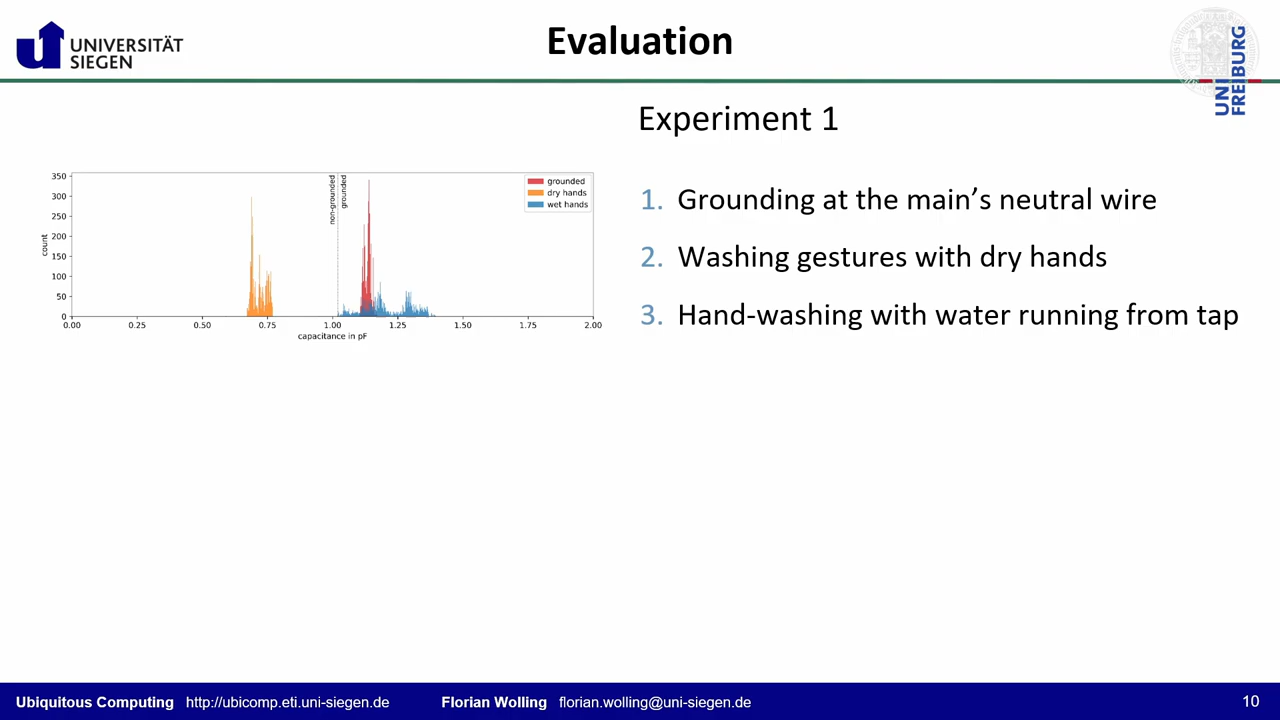 UNIVERSITÄT
SIEGEN
Evaluation
UNI
FREIBURG
Experiment 1
1. Grounding at the main's neutral wire
2. Washing gestures with dry hands
3. Hand-washing with water running from tap
350
300
250
200
150
100
50
0
count
non-grounded
grounded
grounded
dry hands
wet hands
0.00 0.25 0.50 0.75 1.00 1.25 1.50 1.75 2.00
capacitance in pF
Ubiquitous Computing http://ubicomp.eti.uni-siegen.de Florian Wolling florian.wolling@uni-siegen.de 10